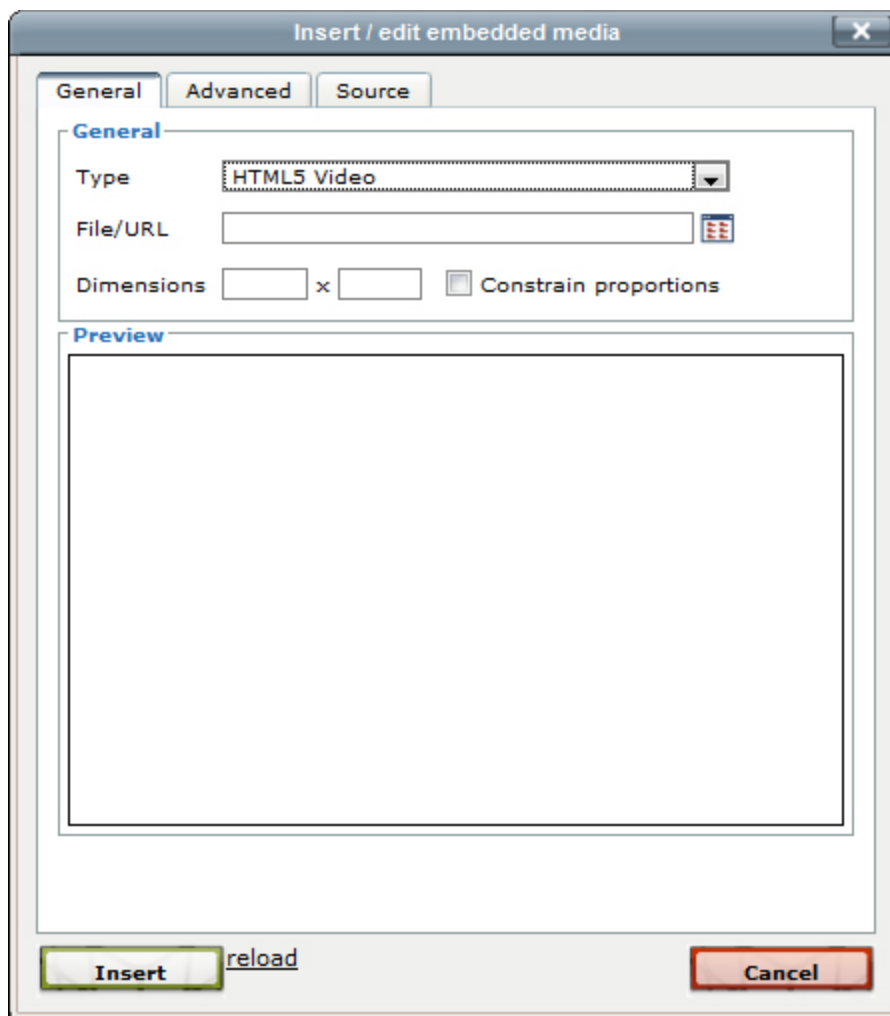 Insert / edit embedded media
General Advanced Source
General
Type HTML5 Video
File/URL
Dimensions x Constrain proportions
Preview
Insert reload Cancel